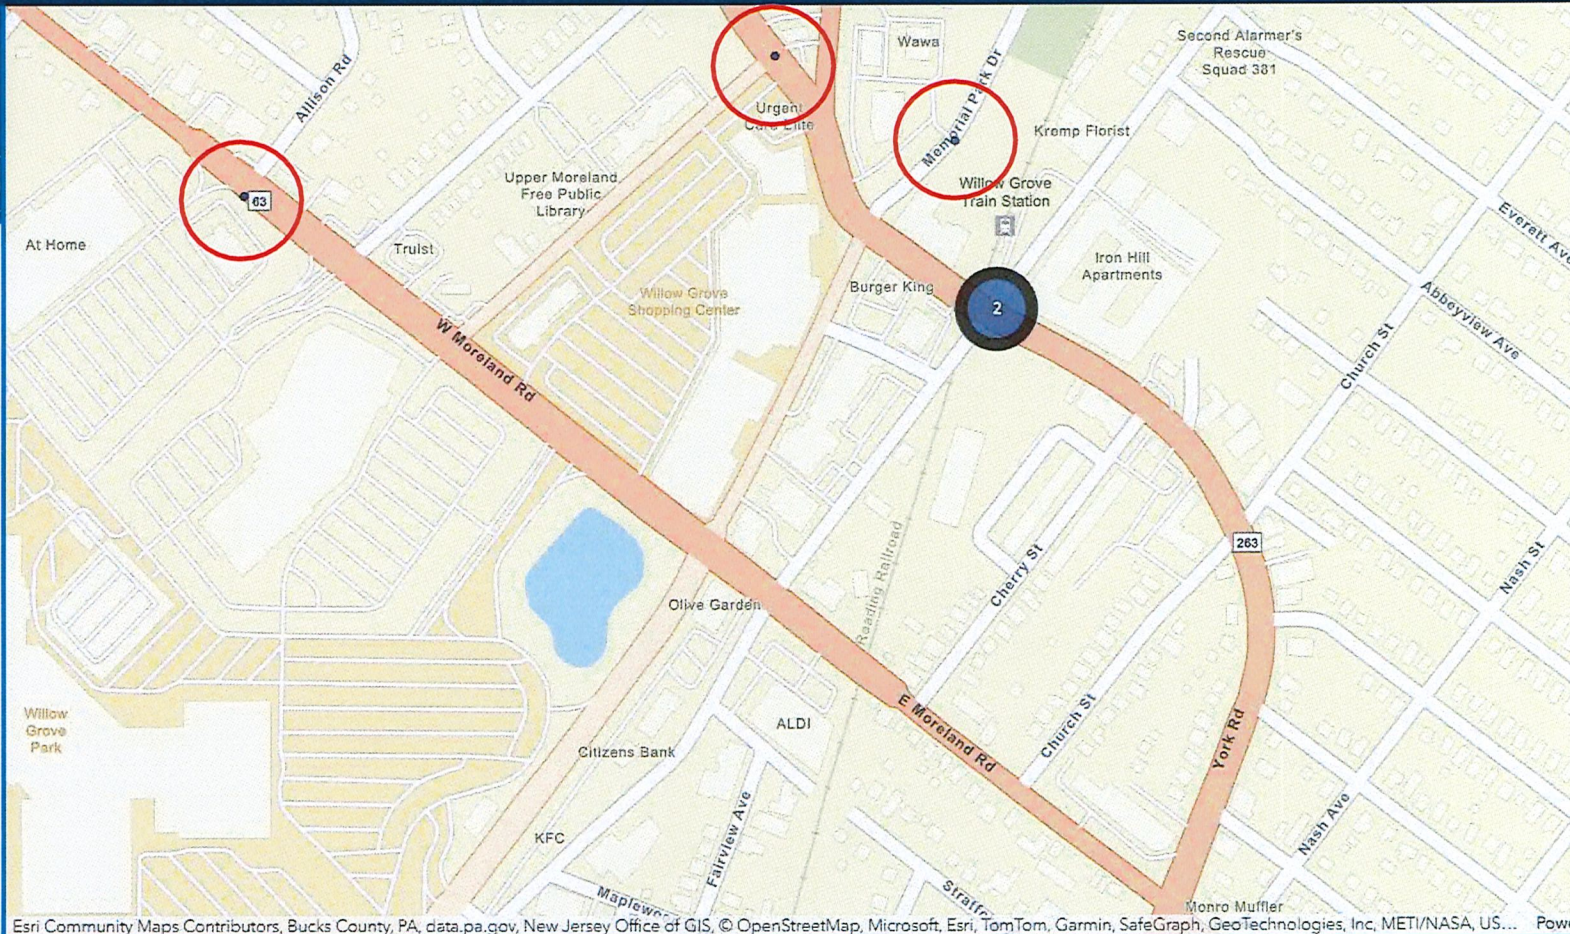 Wawa
Second Alarmer's
Rescue
Squad 381
Allison Rd
Urgent
Care Elite
Memorial Park Dr
Kremp Florist
Upper Moreland
Free Public
Library
Willow Grove
Train Station
63
Everett Ave
At Home
Truist
Iron Hill
Apartments
Burger King
Willow Grove
Shopping Center
2
Abbeyview Ave
W Moreland Rd
Church St
263
Reading Railroad
Cherry St
Nash St
Olive Garden
Willow
Grove
Park
E Moreland Rd
Church St
York Rd
ALDI
Citizens Bank
KFC
Fairview Ave
Nash Ave
Maplewo
Straffo
Monro Muffler
Esri Community Maps Contributors, Bucks County, PA, data.pa.gov, New Jersey Office of GIS, © OpenStreetMap, Microsoft, Esri, TomTom, Garmin, SafeGraph, GeoTechnologies, Inc, METI/NASA, US... Powe